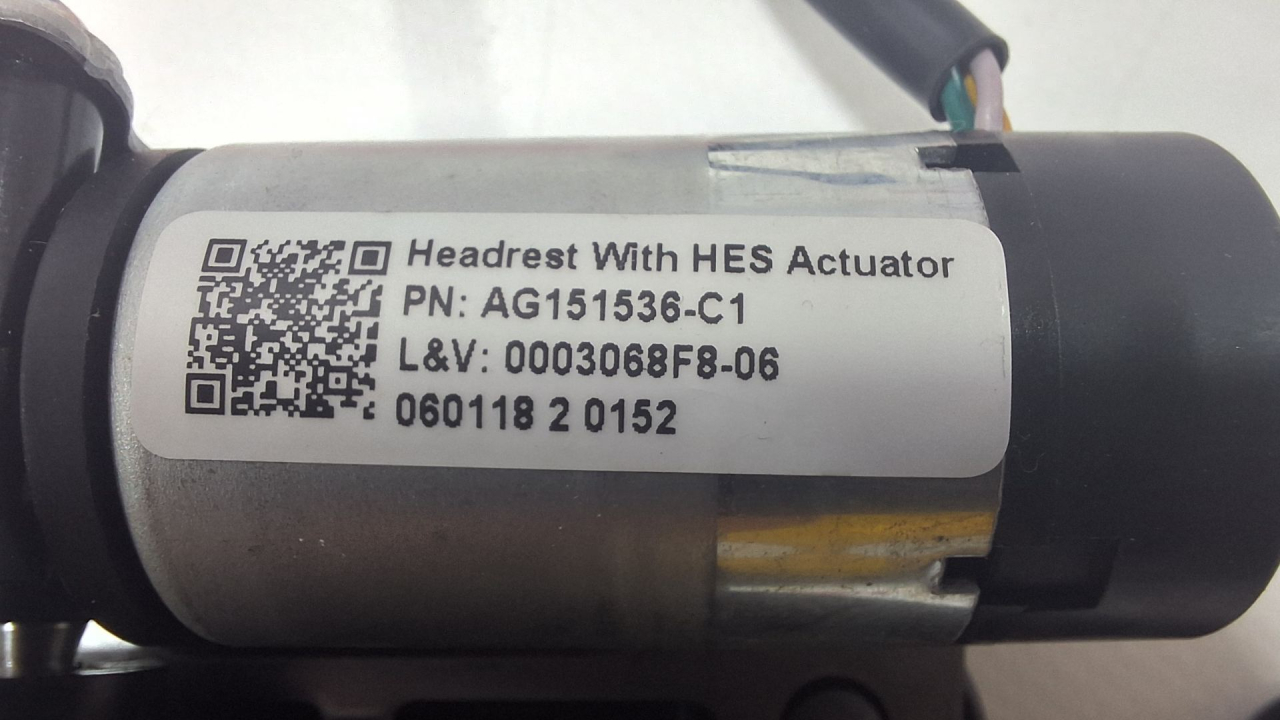 Headrest With HES Actuator
PN: AG151536-C1
L&V: 0003068F8-06
060118 2 0152